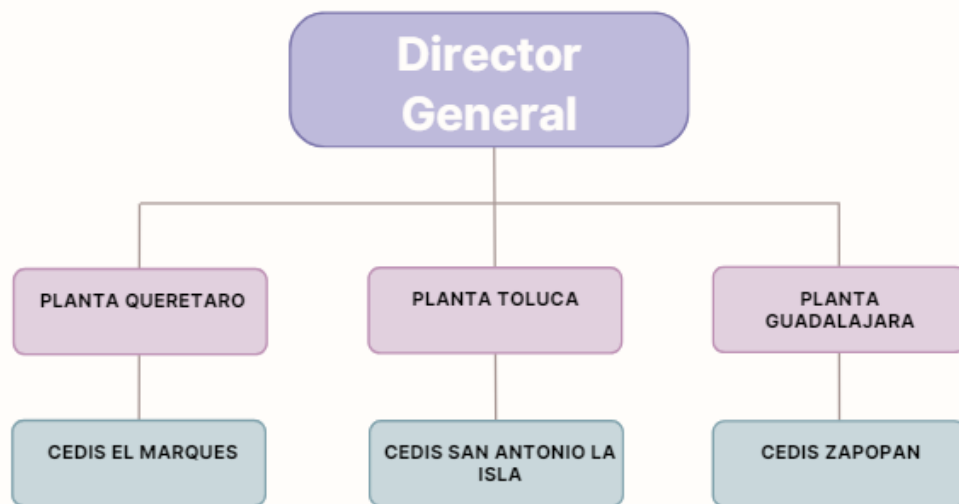 Director
General
PLANTA QUERETARO
PLANTA TOLUCA
PLANTA
GUADALAJARA
CEDIS EL MARQUES
CEDIS SAN ANTONIO LA
ISLA
CEDIS ZAPOPAN